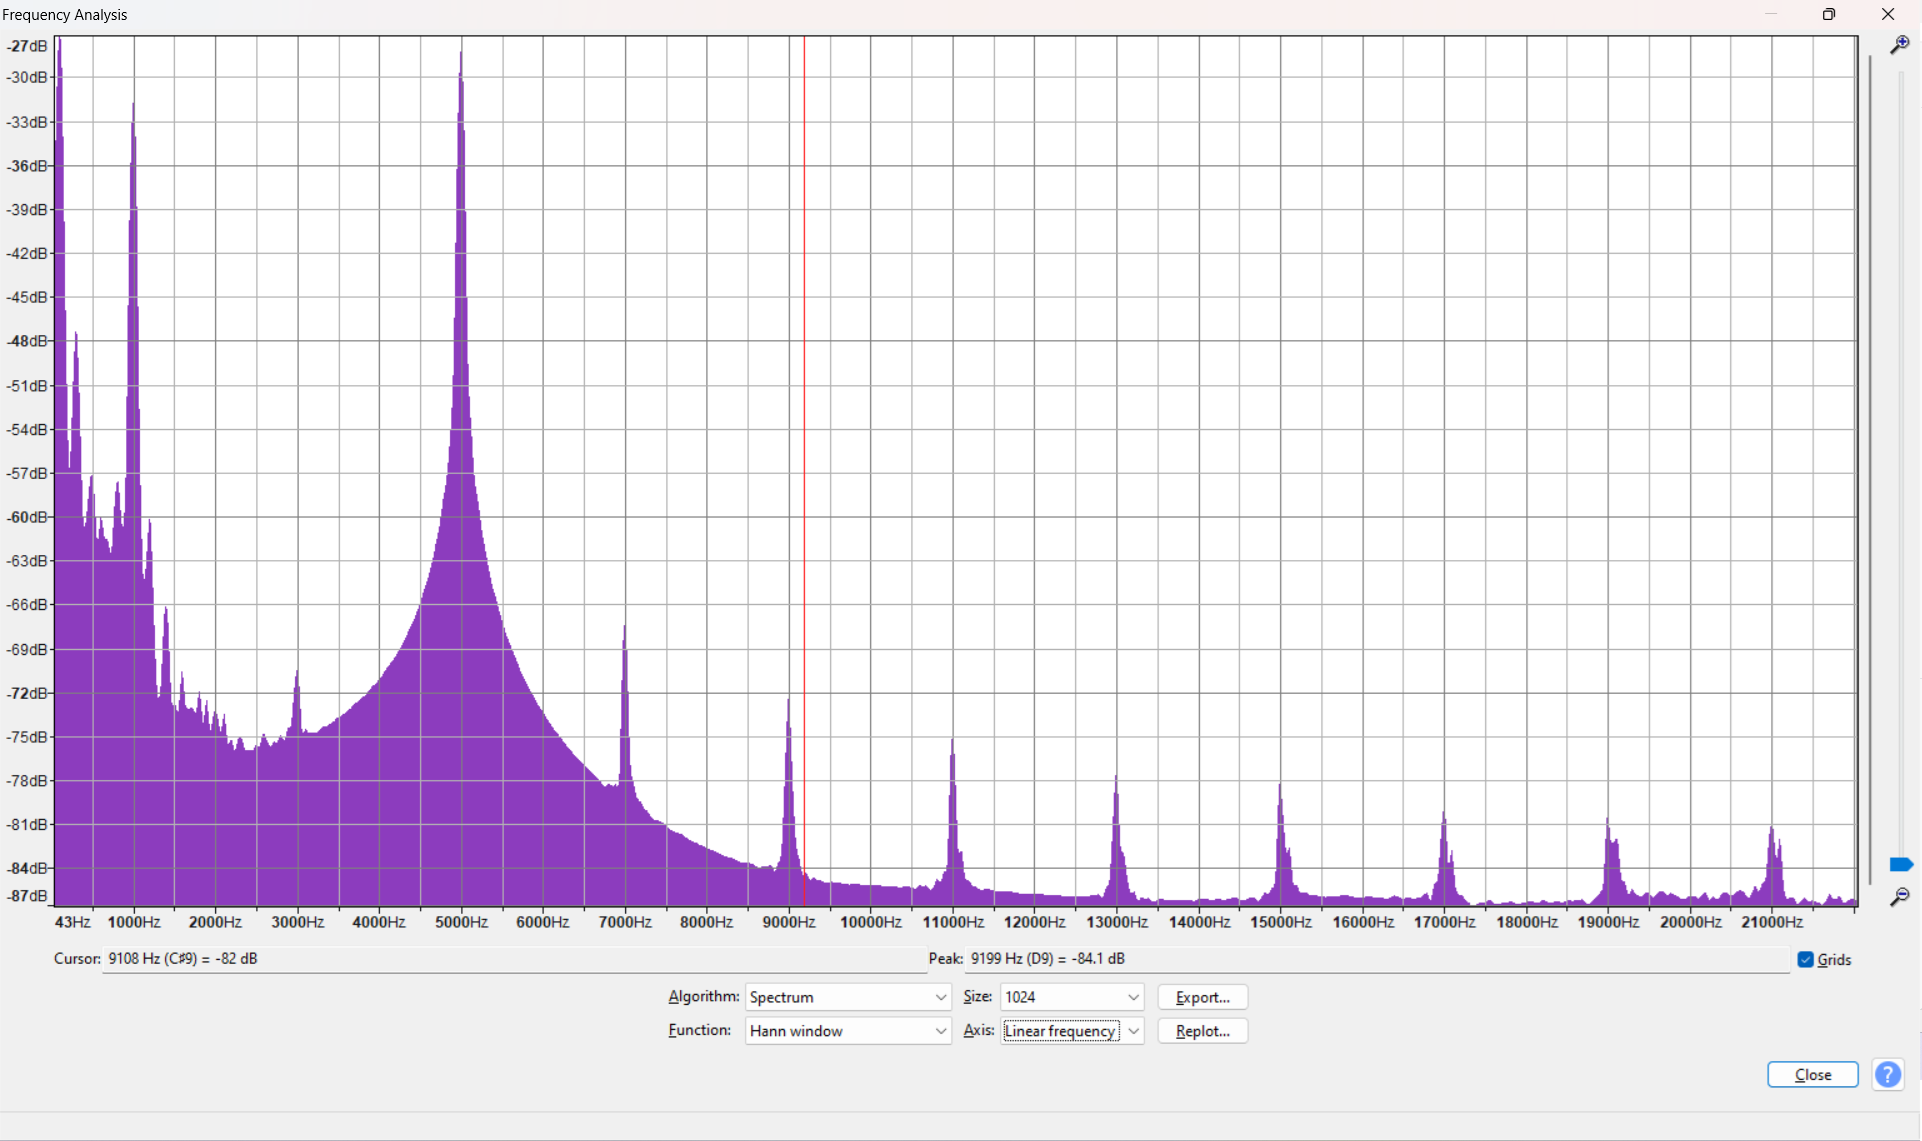 Frequency Analysis
-27dB
-30dB
-33dB
-36dB
-39dB
-42dB
-45dB
-48dB
-51dB
-54dB
-57dB
-60dB
-63dB
-66dB
-69dB
-72dB
-75dB
-78dB
-81dB
-84dB
-87dB
43Hz 1000Hz 2000Hz 3000Hz 4000Hz 5000Hz 6000Hz 7000Hz 8000Hz 9000Hz 10000Hz 11000Hz 12000Hz 13000Hz 14000Hz 15000Hz 16000Hz 17000Hz 18000Hz 19000Hz 20000Hz 21000Hz
Cursor: 9108 Hz (C♯9) = -82 dB Peak: 9199 Hz (D9) = -84.1 dB Grids
Algorithm: Spectrum Size: 1024 Export...
Function: Hann window Axis: Linear frequency Replot...
Close ?